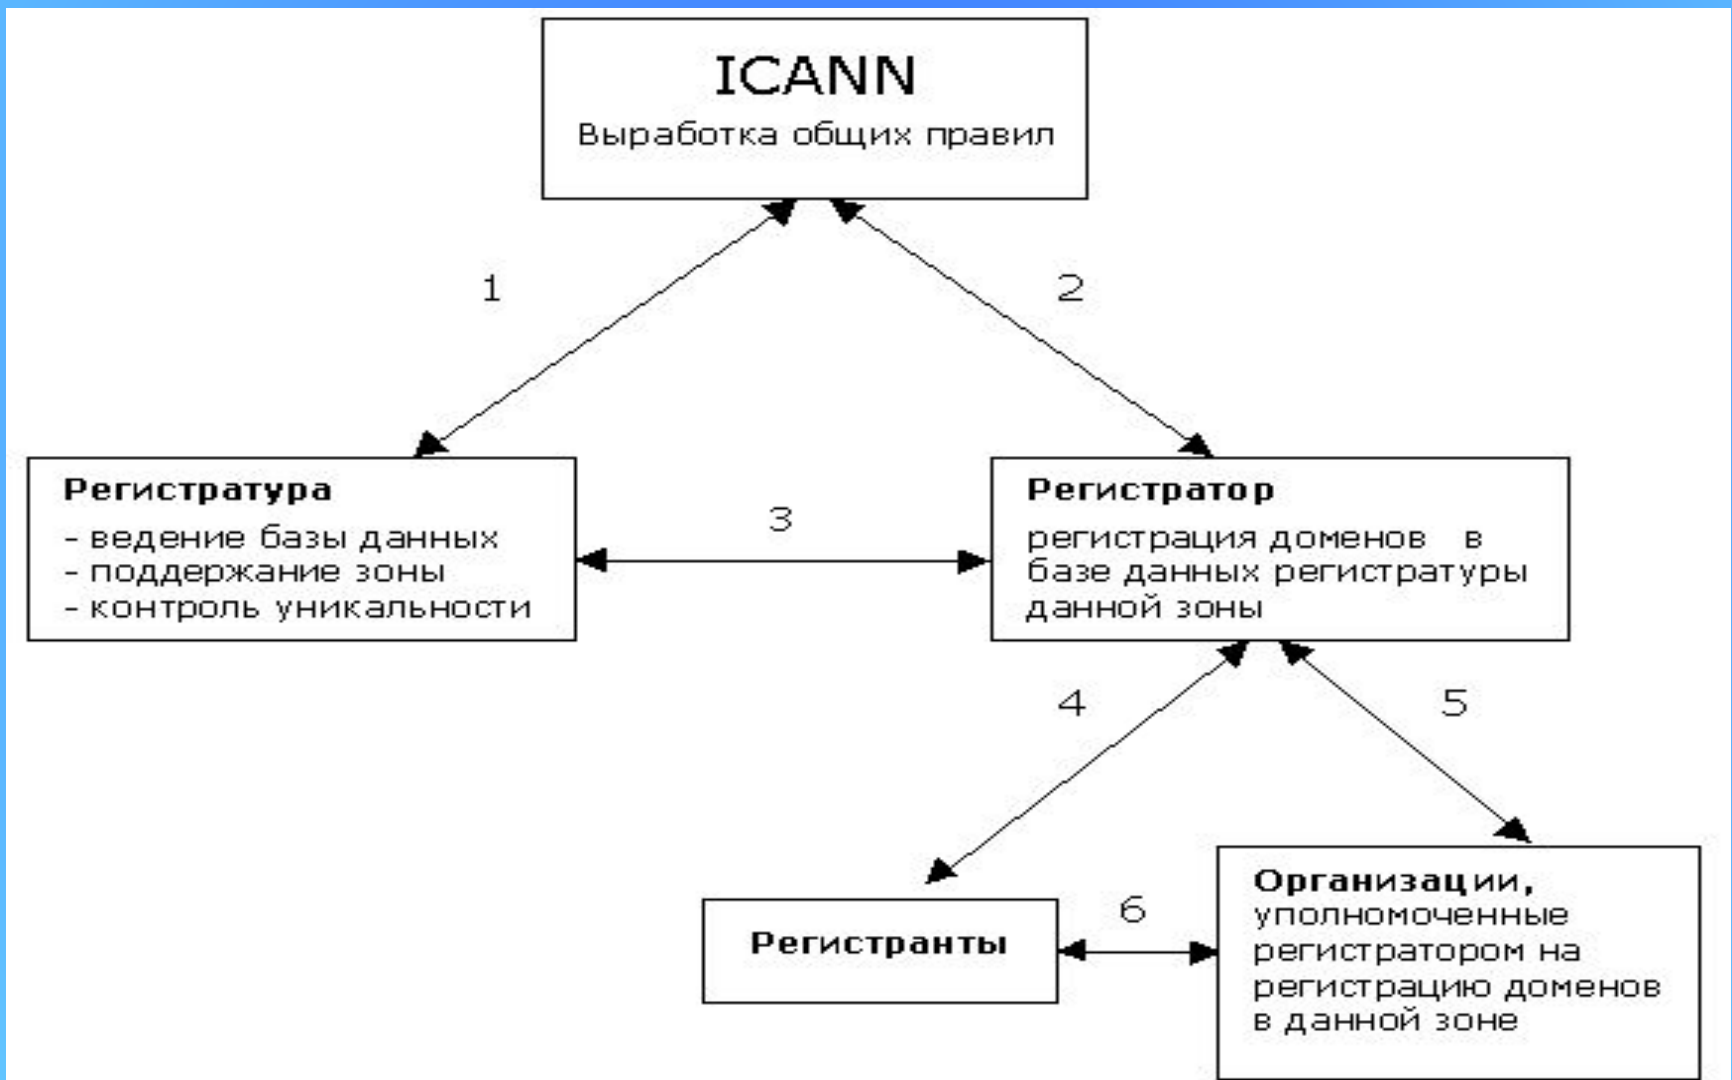 ICANN
Выработка общих правил
1
2
Регистратура
- ведение базы данных
- поддержание зоны
- контроль уникальности
3
Регистратор
регистрация доменов в
базе данных регистратуры
данной зоны
4
5
Регистранты
6
Организации,
уполномоченные
регистратором на
регистрацию доменов
в данной зоне